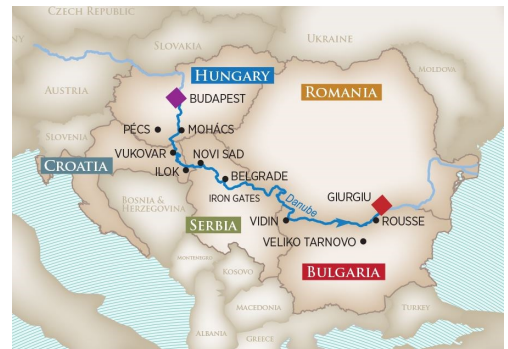 CZECH REPUBLIC
UKRAINE
SLOVAKIA
MOLDOVA
HUNGARY
AUSTRIA
ROMANIA
BUDAPEST
PÉCS
MOHÁCS
SLOVENIA
VUKOVAR
NOVI SAD
CROATIA
ILOK
BELGRADE
IRON GATES
Danube
GIURGIU
BOSNIA &
HERZEGOVINA
SERBIA
VIDIN
ROUSSE
VELIKO TARNOVO
MONTENEGRO
KOSOVO
BULGARIA
MACEDONIA
TURKEY
ALBANIA
GREECE